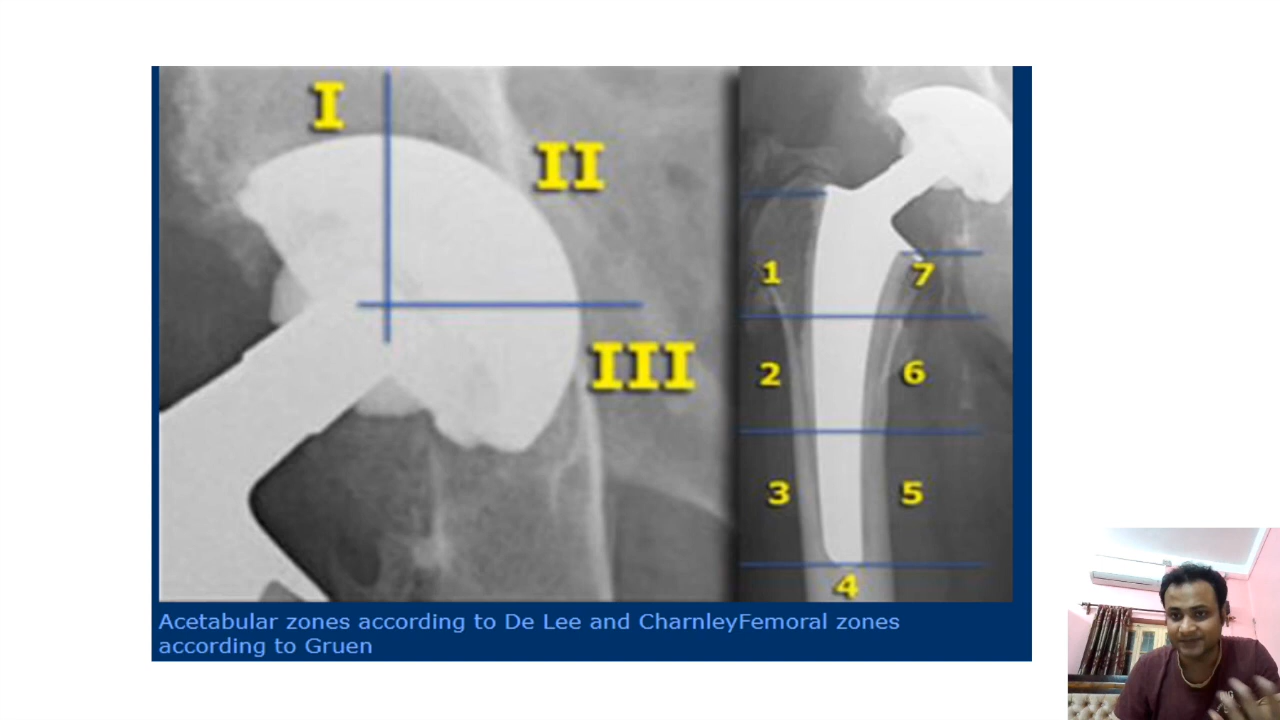 I
II
III
1
7
2
6
3
5
4
Acetabular zones according to De Lee and CharnleyFemoral zones
according to Gruen